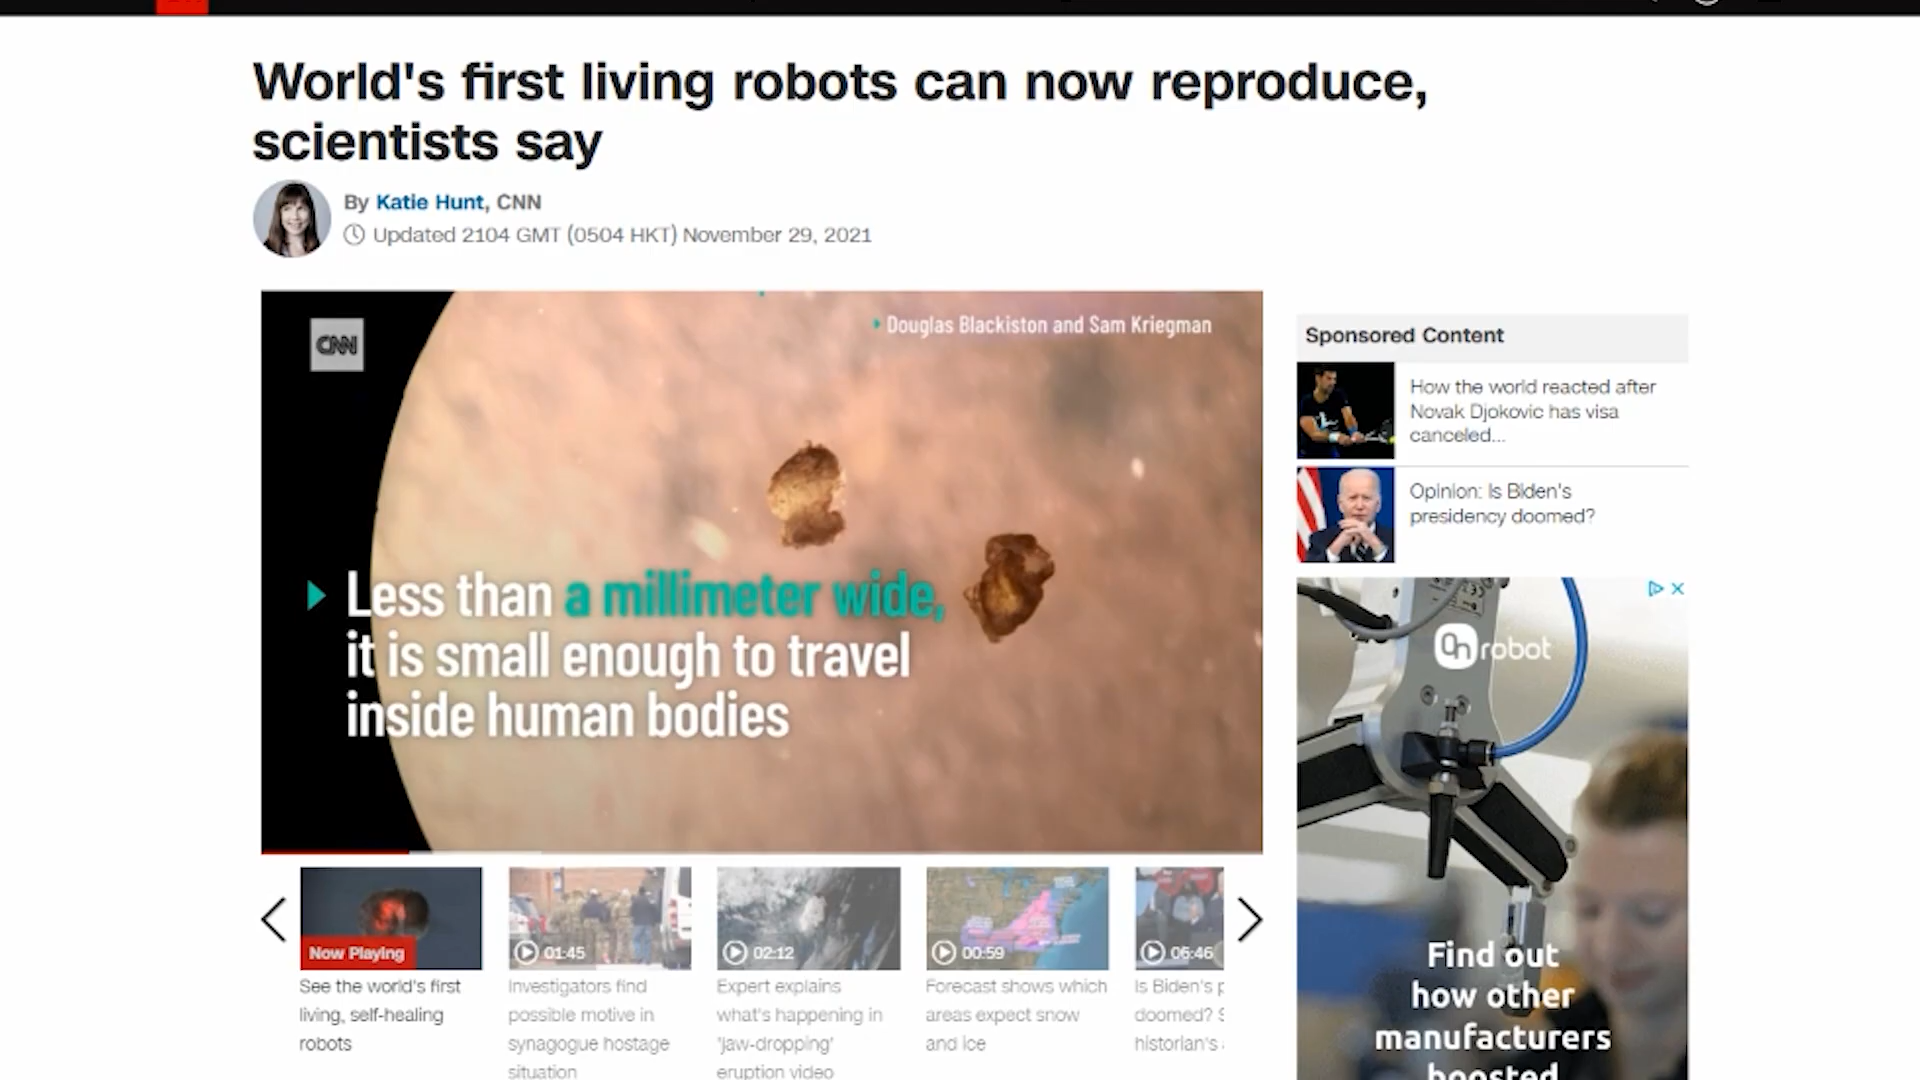 World's first living robots can now reproduce,
scientists say
By Katie Hunt, CNN
Updated 2104 GMT (0504 HKT) November 29, 2021
CNN
Douglas Blackiston and Sam Kriegman
Less than a millimeter wide,
it is small enough to travel
inside human bodies
Sponsored Content
How the world reacted after
Novak Djokovic has visa
canceled...
Opinion: Is Biden's
presidency doomed?
On robot
Find out
how other
manufacturers
boosted
Now Playing
See the world's first
living, self-healing
robots
01:45
Investigators find
possible motive in
synagogue hostage
situation
02:12
Expert explains
what's happening in
'jaw-dropping'
eruption video
00:59
Forecast shows which
areas expect snow
and ice
06:46
Is Biden's p
doomed? S
historian's